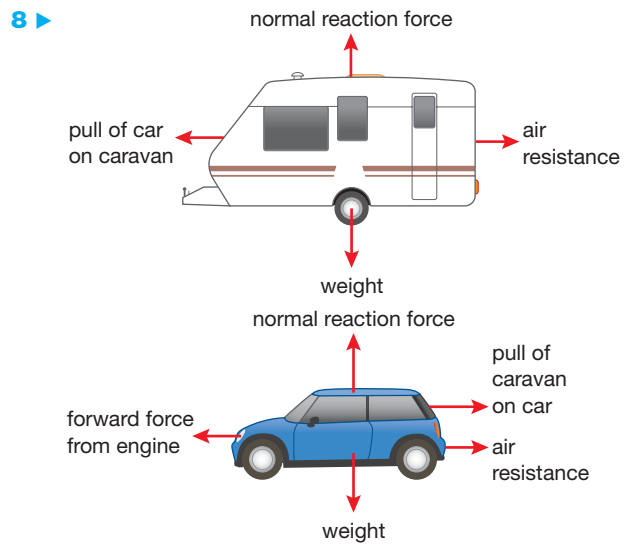 8 ▶
normal reaction force
pull of car
on caravan
air
resistance
weight
normal reaction force
pull of
caravan
on car
forward force
from engine
air
resistance
weight